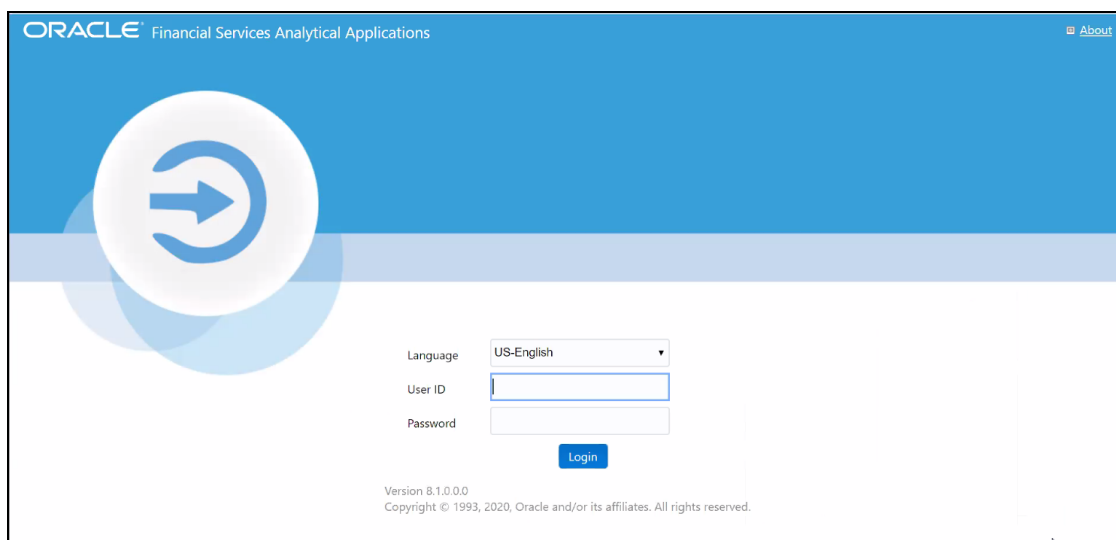 ORACLE® Financial Services Analytical Applications
About
Language US-English
User ID
Password
Login
Version 8.1.0.0.0
Copyright © 1993, 2020, Oracle and/or its affiliates. All rights reserved.